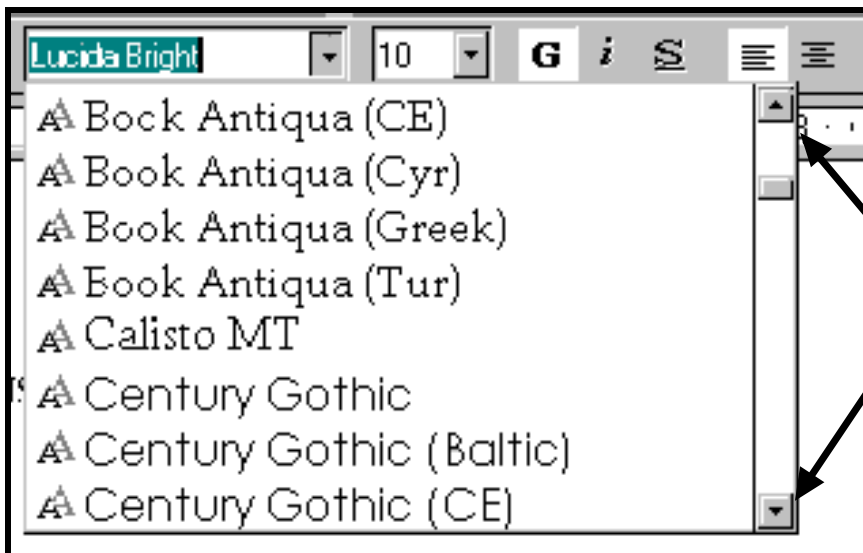 Lucida Bright 10 G i S
Book Antiqua (CE)
Book Antiqua (Cyr)
Book Antiqua (Greek)
Book Antiqua (Tur)
Calisto MT
Century Gothic
Century Gothic (Baltic)
Century Gothic (CE)